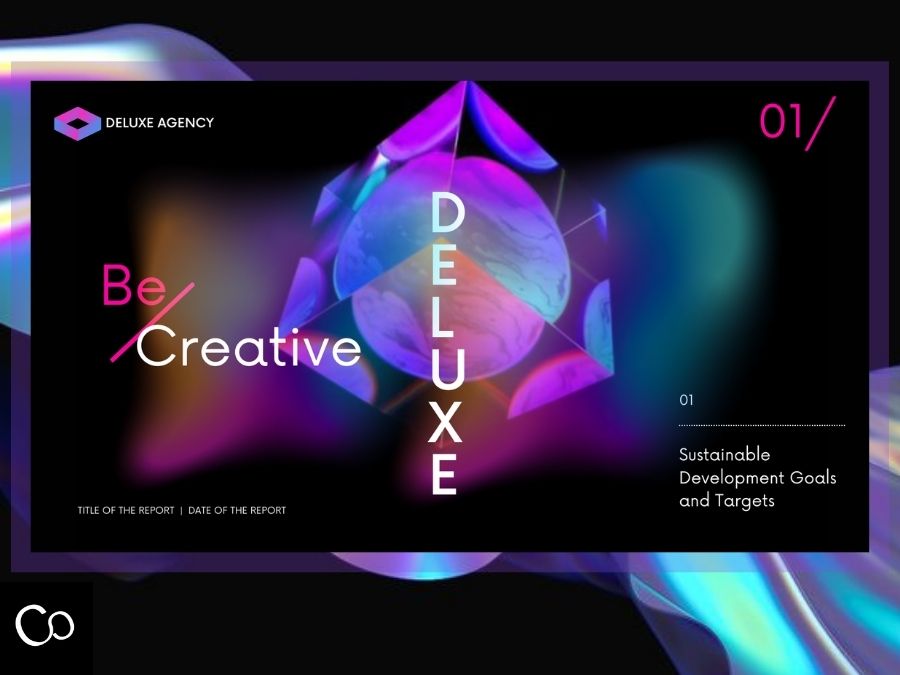 DELUXE AGENCY
01/
DELUXE
Be/
Creative
01
Sustainable
Development Goals
and Targets
TITLE OF THE REPORT | DATE OF THE REPORT
Co